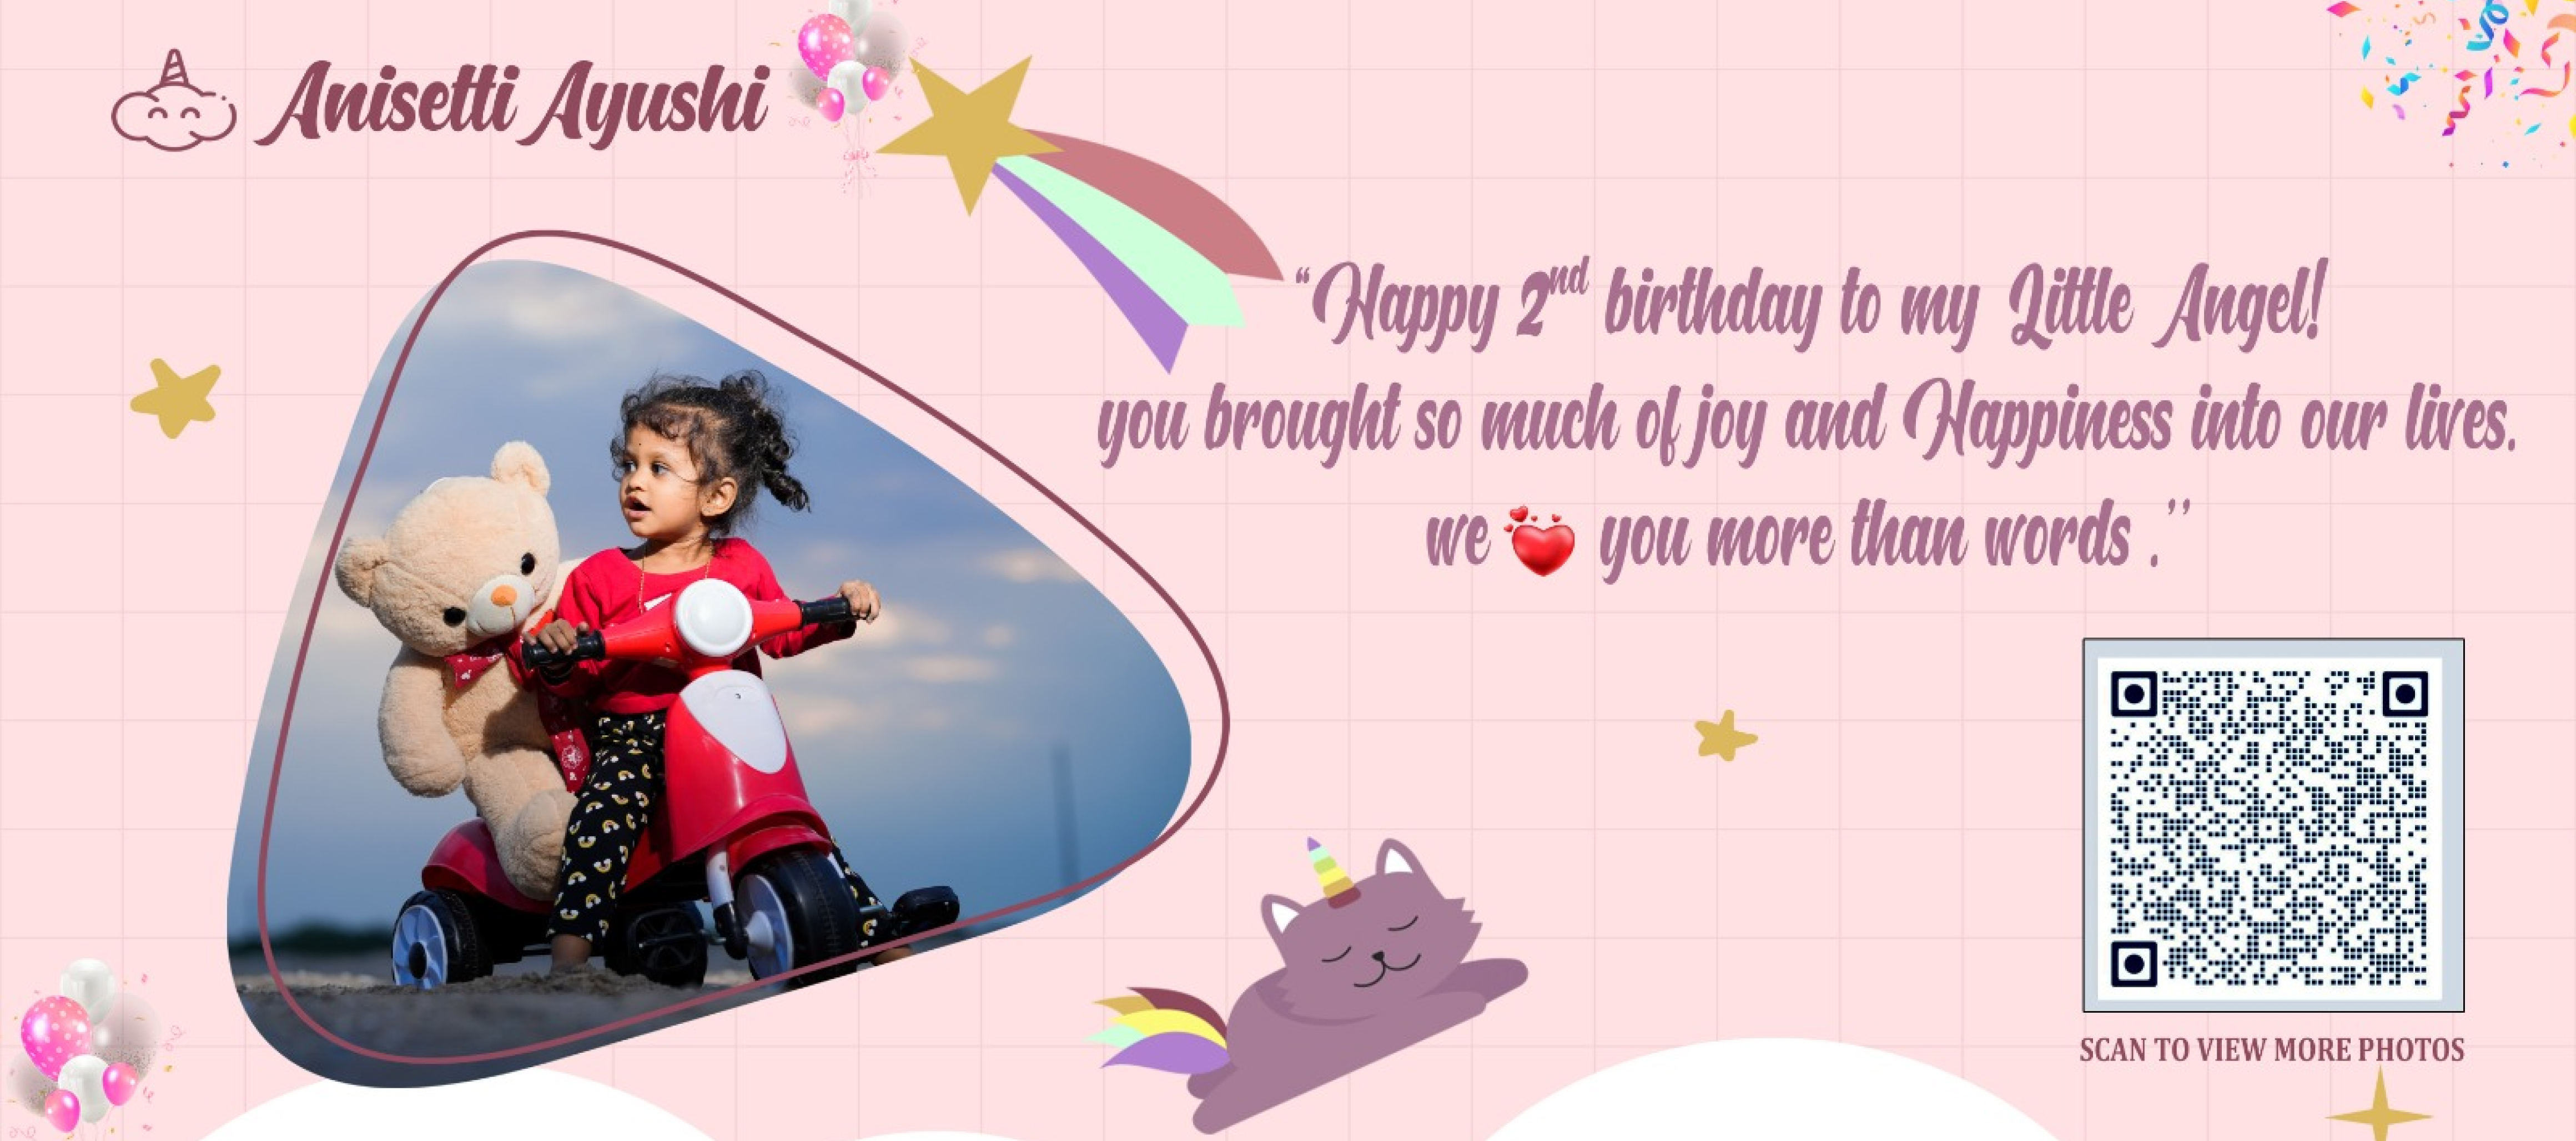 Anisetti Ayushi
“Happy 2nd birthday to my Little Angel!
you brought so much of joy and Happiness into our lives.
we ❤ you more than words .”
SCAN TO VIEW MORE PHOTOS